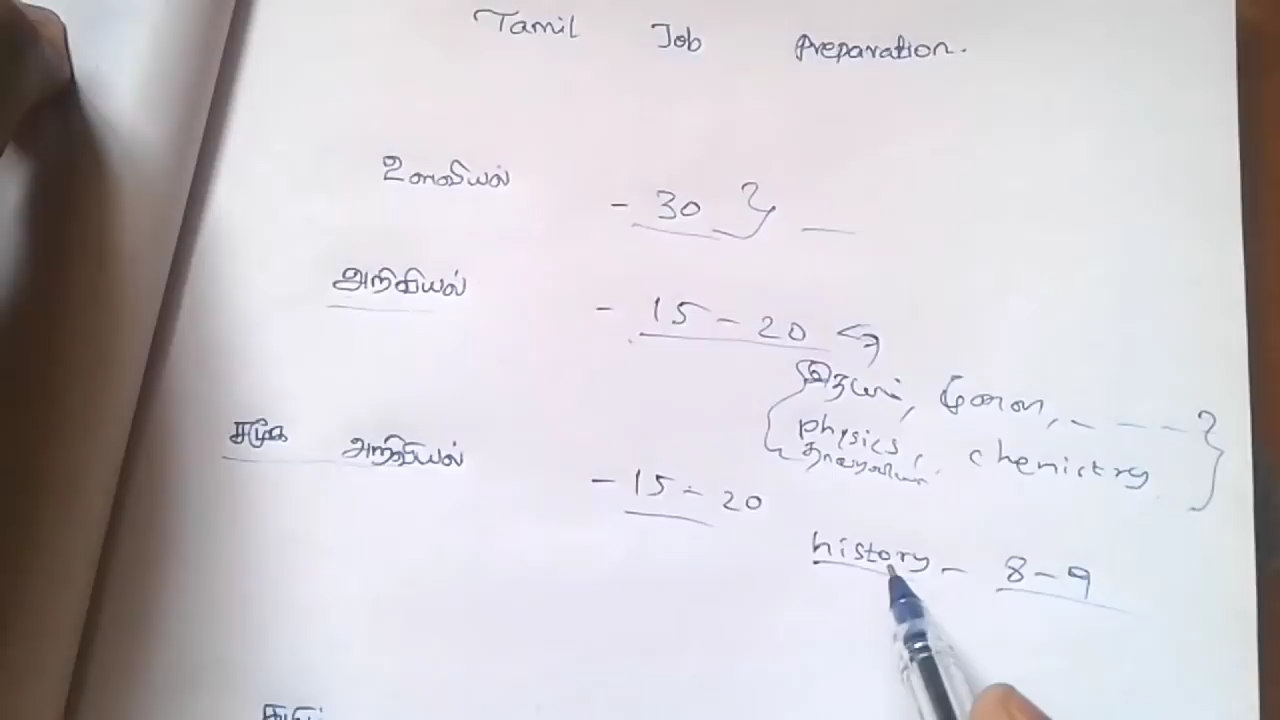 Tamil Job Preparation.
உளவியல் - 30
அறிவியல் - 15 - 20
physics, chemistry
சமூக அறிவியல் - 15 - 20
history - 8 - 9